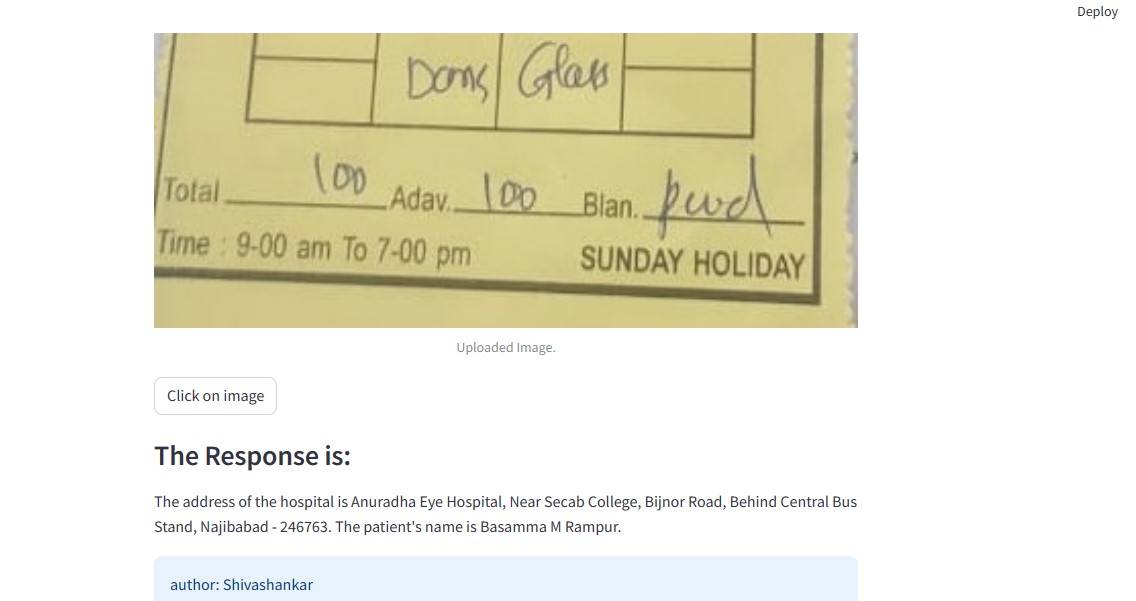 Deploy
Doms Glass
Total 100 Adav. 100 Blan. pwd
Time : 9-00 am To 7-00 pm SUNDAY HOLIDAY
Uploaded Image.
Click on image
The Response is:
The address of the hospital is Anuradha Eye Hospital, Near Secab College, Bijnor Road, Behind Central Bus
Stand, Najibabad - 246763. The patient's name is Basamma M Rampur.
author: Shivashankar